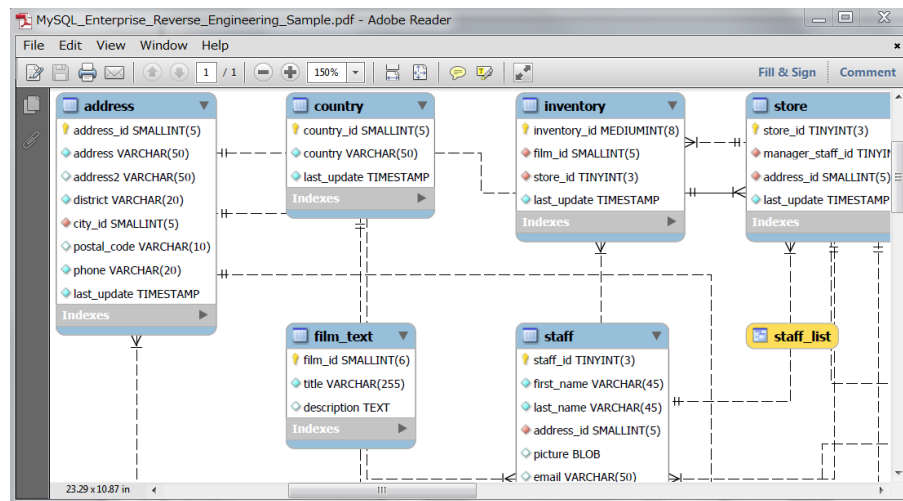 MySQL_Enterprise_Reverse_Engineering_Sample.pdf - Adobe Reader
File Edit View Window Help
1 / 1 150% Fill & Sign Comment
address
address_id SMALLINT(5)
address VARCHAR(50)
address2 VARCHAR(50)
district VARCHAR(20)
city_id SMALLINT(5)
postal_code VARCHAR(10)
phone VARCHAR(20)
last_update TIMESTAMP
Indexes
country
country_id SMALLINT(5)
country VARCHAR(50)
last_update TIMESTAMP
Indexes
inventory
inventory_id MEDIUMINT(8)
film_id SMALLINT(5)
store_id TINYINT(3)
last_update TIMESTAMP
Indexes
store
store_id TINYINT(3)
manager_staff_id TINYIN
address_id SMALLINT(5)
last_update TIMESTAMP
Indexes
film_text
film_id SMALLINT(6)
title VARCHAR(255)
description TEXT
Indexes
staff
staff_id TINYINT(3)
first_name VARCHAR(45)
last_name VARCHAR(45)
address_id SMALLINT(5)
picture BLOB
email VARCHAR(50)
staff_list
23.29 x 10.87 in